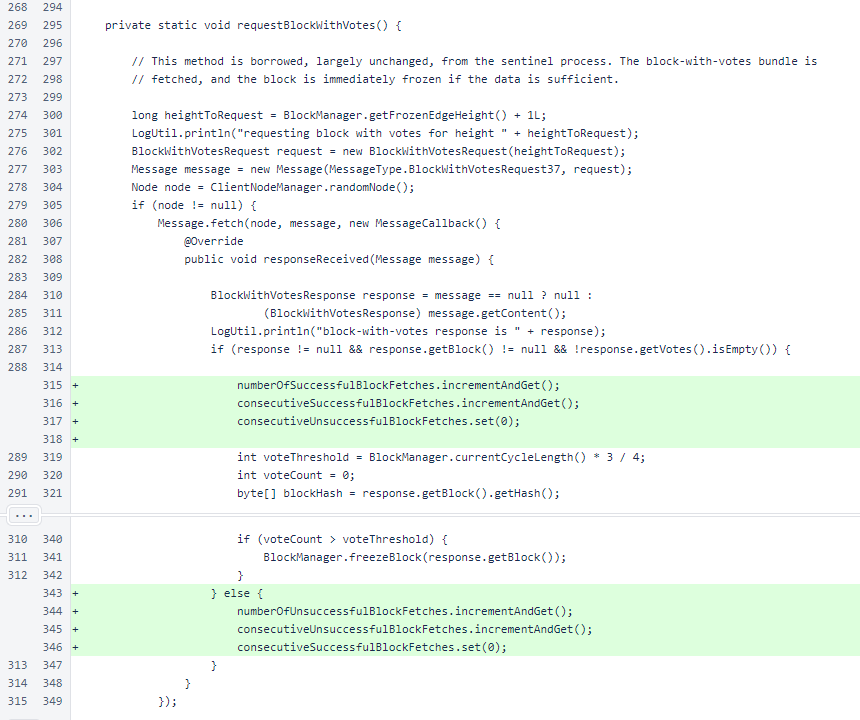 268 294
269 295 private static void requestBlockWithVotes() {
270 296
271 297 // This method is borrowed, largely unchanged, from the sentinel process. The block-with-votes bundle is
272 298 // fetched, and the block is immediately frozen if the data is sufficient.
273 299
274 300 long heightToRequest = BlockManager.getFrozenEdgeHeight() + 1L;
275 301 LogUtil.println("requesting block with votes for height " + heightToRequest);
276 302 BlockWithVotesRequest request = new BlockWithVotesRequest(heightToRequest);
277 303 Message message = new Message(MessageType.BlockWithVotesRequest37, request);
278 304 Node node = ClientNodeManager.randomNode();
279 305 if (node != null) {
280 306 Message.fetch(node, message, new MessageCallback() {
281 307 @Override
282 308 public void responseReceived(Message message) {
283 309
284 310 BlockWithVotesResponse response = message == null ? null :
285 311 (BlockWithVotesResponse) message.getContent();
286 312 LogUtil.println("block-with-votes response is " + response);
287 313 if (response != null && response.getBlock() != null && !response.getVotes().isEmpty()) {
288 314
315 + numberOfSuccessfulBlockFetches.incrementAndGet();
316 + consecutiveSuccessfulBlockFetches.incrementAndGet();
317 + consecutiveUnsuccessfulBlockFetches.set(0);
318 +
289 319 int voteThreshold = BlockManager.currentCycleLength() * 3 / 4;
290 320 int voteCount = 0;
291 321 byte[] blockHash = response.getBlock().getHash();
...
310 340 if (voteCount > voteThreshold) {
311 341 BlockManager.freezeBlock(response.getBlock());
312 342 }
343 + } else {
344 + numberOfUnsuccessfulBlockFetches.incrementAndGet();
345 + consecutiveUnsuccessfulBlockFetches.incrementAndGet();
346 + consecutiveSuccessfulBlockFetches.set(0);
313 347 }
314 348 }
315 349 });